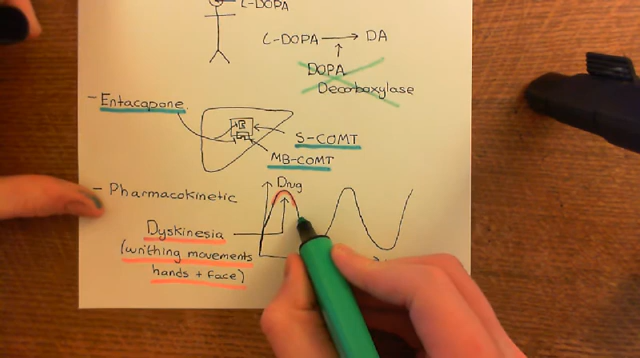 L-DOPA
L-DOPA → DA
DOPA
Decarboxylase
- Entacapone
S-COMT
MB-COMT
- Pharmacokinetic
Drug
Dyskinesia
(writhing movements
hands + face)